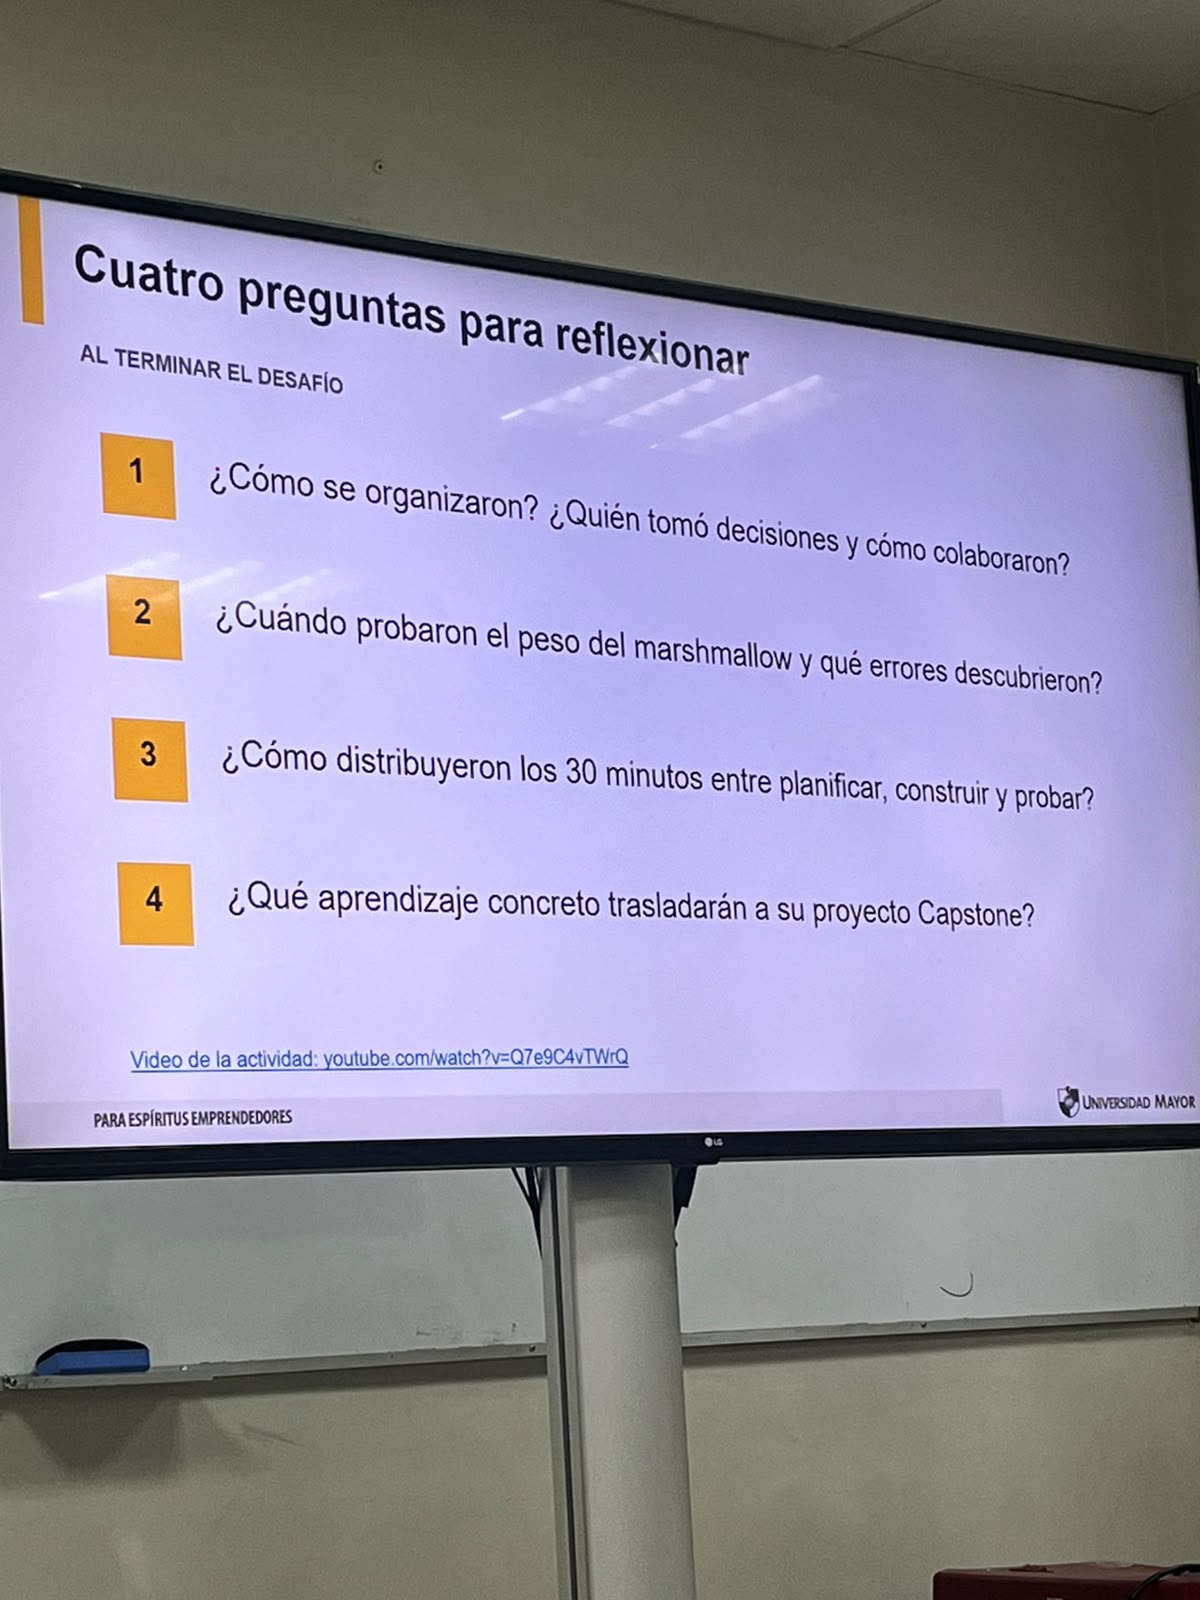 Cuatro preguntas para reflexionar
AL TERMINAR EL DESAFÍO
1
¿Cómo se organizaron? ¿Quién tomó decisiones y cómo colaboraron?
2
¿Cuándo probaron el peso del marshmallow y qué errores descubrieron?
3
¿Cómo distribuyeron los 30 minutos entre planificar, construir y probar?
4
¿Qué aprendizaje concreto trasladarán a su proyecto Capstone?
Video de la actividad: youtube.com/watch?v=Q7e9C4vTWrQ
PARA ESPÍRITUS EMPRENDEDORES
UNIVERSIDAD MAYOR
LG